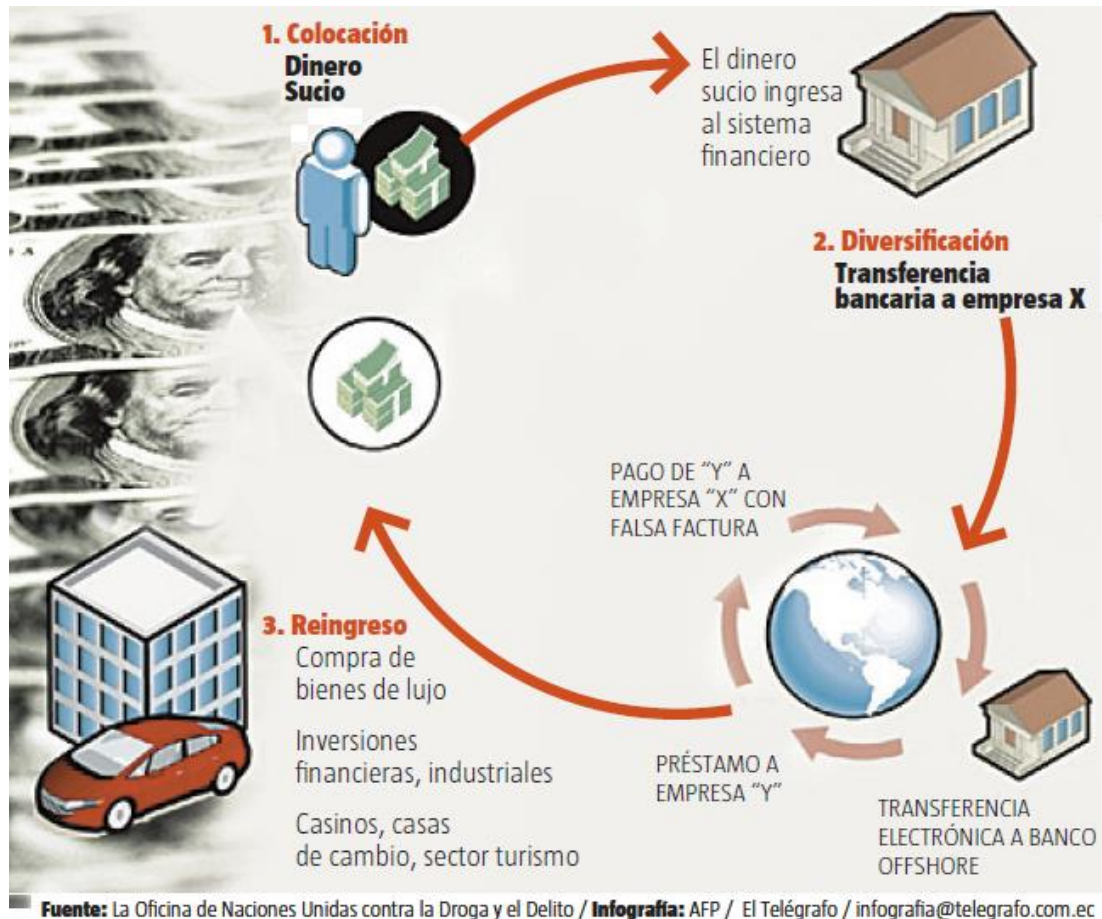 1. Colocación
Dinero
Sucio
El dinero
sucio ingresa
al sistema
financiero
2. Diversificación
Transferencia
bancaria a empresa X
PAGO DE “Y” A
EMPRESA “X” CON
FALSA FACTURA
3. Reingreso
Compra de
bienes de lujo
Inversiones
financieras, industriales
Casinos, casas
de cambio, sector turismo
PRÉSTAMO A
EMPRESA “Y”
TRANSFERENCIA
ELECTRÓNICA A BANCO
OFFSHORE
Fuente: La Oficina de Naciones Unidas contra la Droga y el Delito / Infografía: AFP / El Telégrafo / infografia@telegrafo.com.ec